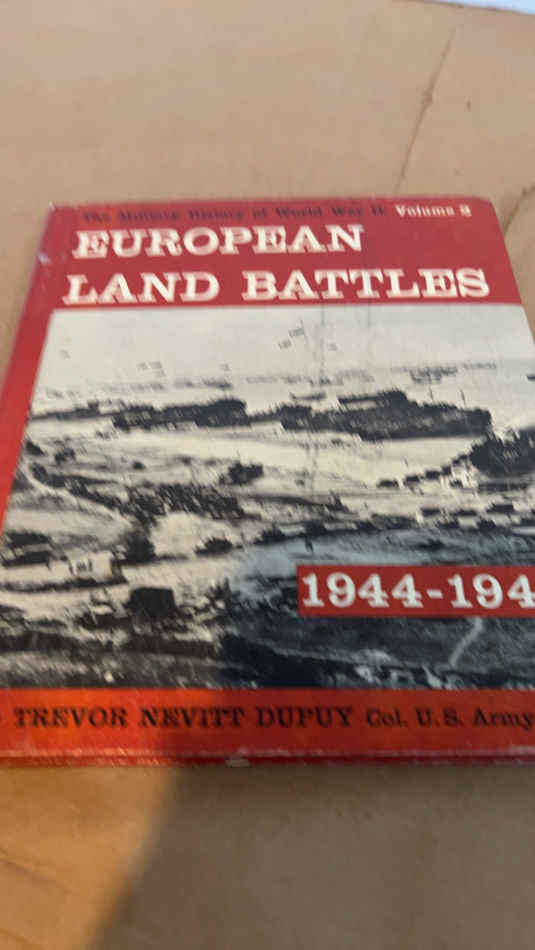 The Military History of World War II: Volume 2
EUROPEAN
LAND BATTLES
1944-194
TREVOR NEVITT DUPUY Col. U.S. Army